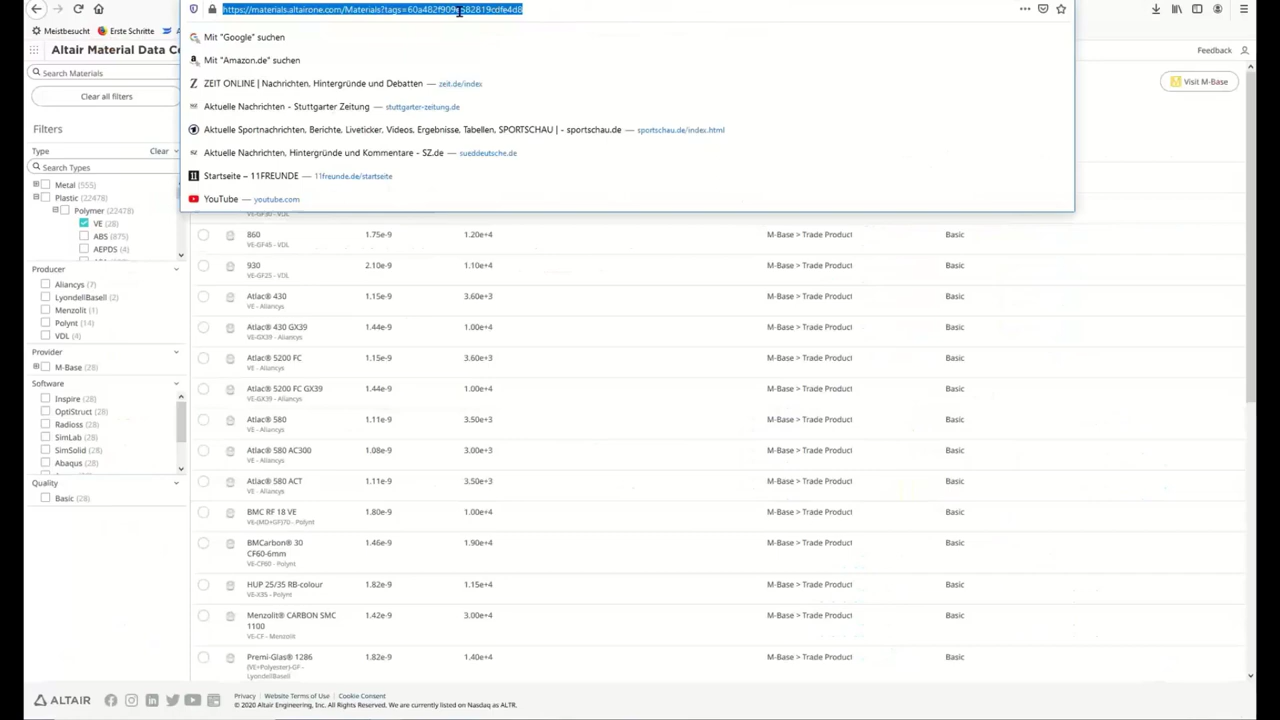 https://materials.altairone.com/Materials?tags=60a482f909
582819cdfe4d8
Meistbesucht
Erste Schritte
Mit "Google" suchen
Mit "Amazon.de" suchen
ZEIT ONLINE | Nachrichten, Hintergründe und Debatten — zeit.de/index
Aktuelle Nachrichten - Stuttgarter Zeitung — stuttgarter-zeitung.de
Aktuelle Sportnachrichten, Berichte, Liveticker, Videos, Ergebnisse, Tabellen, SPORTSCHAU | - sportschau.de — sportschau.de/index.html
Aktuelle Nachrichten, Hintergründe und Kommentare - SZ.de — sueddeutsche.de
Startseite – 11FREUNDE — 11freunde.de/startseite
YouTube — youtube.com
Altair Material Data Ce
Feedback
Search Materials
Clear all filters
Visit M-Base
Filters
Type Clear
Search Types
Metal (555)
Plastic (22478)
Polymer (22478)
VE (28)
ABS (875)
AEPDS (4)
Producer
Aliancys (7)
LyondellBasell (2)
Menzolit (1)
Polynt (14)
VDL (4)
Provider
M-Base (28)
Software
Inspire (28)
OptiStruct (28)
Radioss (28)
SimLab (28)
SimSolid (28)
Abaqus (28)
Quality
Basic (28)
VE-GF30 - VDL
860 1.75e-9 1.20e+4 M-Base > Trade Product Basic
VE-GF45 - VDL
930 2.10e-9 1.10e+4 M-Base > Trade Product Basic
VE-GF25 - VDL
Atlac® 430 1.15e-9 3.60e+3 M-Base > Trade Product Basic
VE - Aliancys
Atlac® 430 GX39 1.44e-9 1.00e+4 M-Base > Trade Product Basic
VE-GX39 - Aliancys
Atlac® 5200 FC 1.15e-9 3.60e+3 M-Base > Trade Product Basic
VE - Aliancys
Atlac® 5200 FC GX39 1.44e-9 1.00e+4 M-Base > Trade Product Basic
VE-GX39 - Aliancys
Atlac® 580 1.11e-9 3.50e+3 M-Base > Trade Product Basic
VE - Aliancys
Atlac® 580 AC300 1.08e-9 3.00e+3 M-Base > Trade Product Basic
VE - Aliancys
Atlac® 580 ACT 1.11e-9 3.50e+3 M-Base > Trade Product Basic
VE - Aliancys
BMC RF 18 VE 1.80e-9 1.00e+4 M-Base > Trade Product Basic
VE-(MD+GF)70 - Polynt
BMCarbon® 30 1.46e-9 1.90e+4 M-Base > Trade Product Basic
CF60-6mm
VE-CF60 - Polynt
HUP 25/35 RB-colour 1.82e-9 1.15e+4 M-Base > Trade Product Basic
VE-X35 - Polynt
Menzolit® CARBON SMC 1.42e-9 3.00e+4 M-Base > Trade Product Basic
1100
VE-CF - Menzolit
Premi-Glas® 1286 1.82e-9 1.40e+4 M-Base > Trade Product Basic
(VE+Polyester)-GF -
LyondellBasell
ALTAIR
Privacy | Website Terms of Use | Cookie Consent
© 2020 Altair Engineering, Inc. All Rights Reserved. We are currently listed on Nasdaq as ALTR.